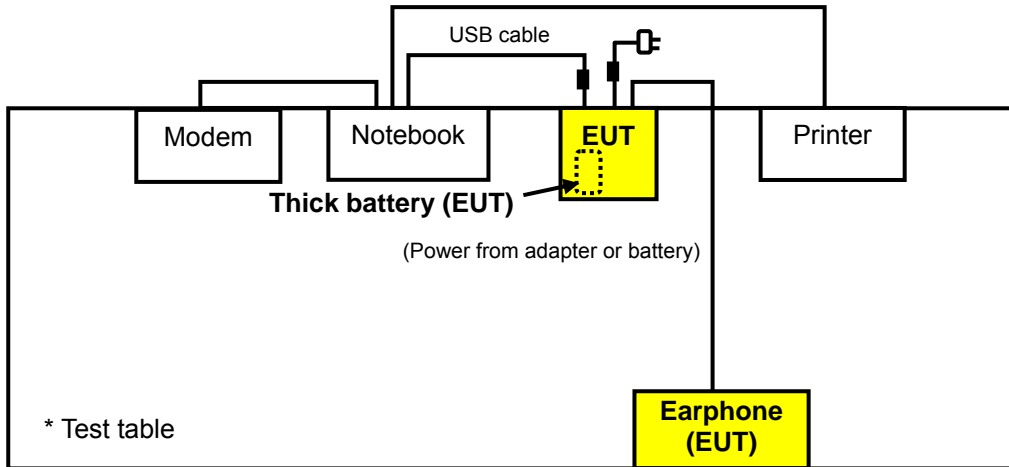 USB cable
Modem
Notebook
EUT
Printer
Thick battery (EUT)
(Power from adapter or battery)
* Test table
Earphone
(EUT)